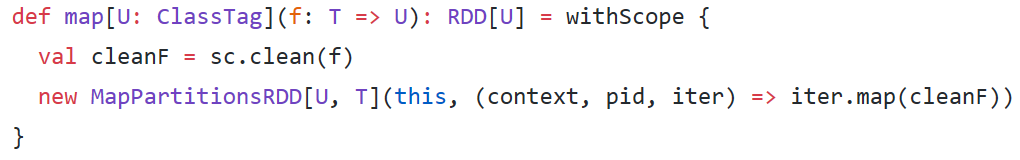 def map[U: ClassTag](f: T => U): RDD[U] = withScope {
  val cleanF = sc.clean(f)
  new MapPartitionsRDD[U, T](this, (context, pid, iter) => iter.map(cleanF))
}